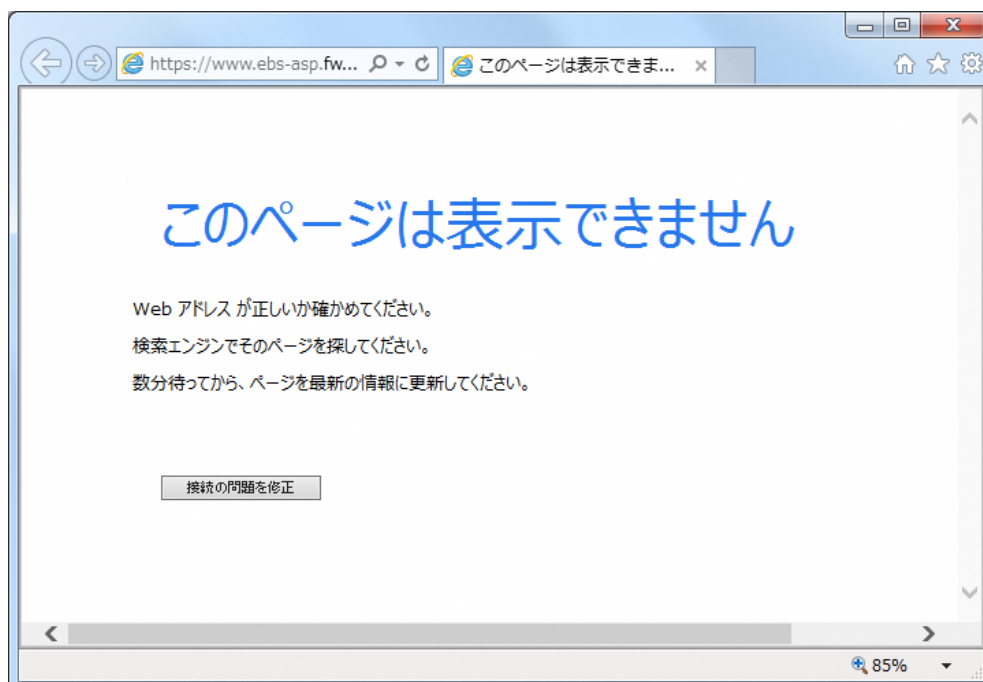 https://www.ebs-asp.fw...
このページは表示できま...
このページは表示できません
Web アドレス が正しいか確かめてください。
検索エンジンでそのページを探してください。
数分待ってから、ページを最新の情報に更新してください。
接続の問題を修正
85%